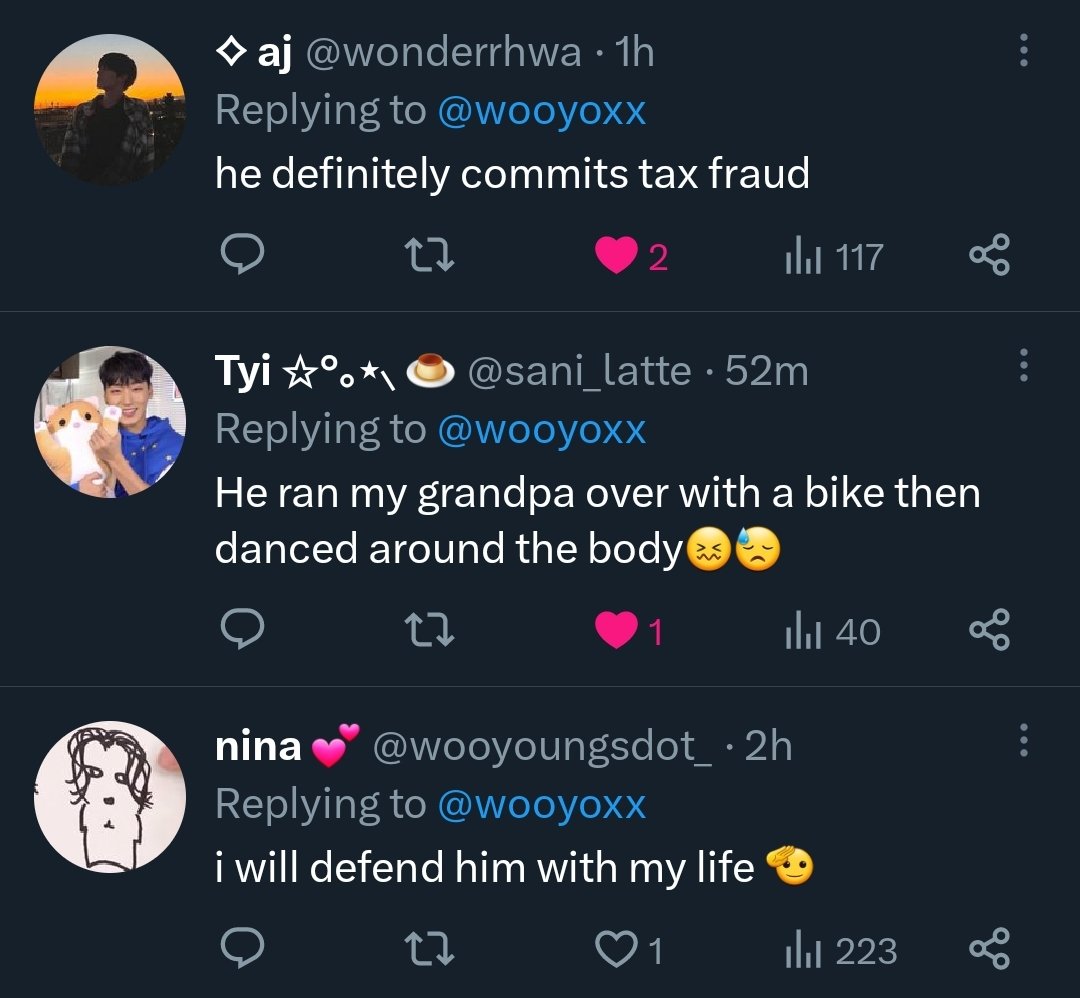 ✧ aj @wonderrhwa · 1h
Replying to @wooyoxx
he definitely commits tax fraud
2 117
Tyi ☆°｡⋆⸜ 🍮 @sani_latte · 52m
Replying to @wooyoxx
He ran my grandpa over with a bike then
danced around the body😖😓
1 40
nina 💕 @wooyoungsdot_ · 2h
Replying to @wooyoxx
i will defend him with my life 🫡
1 223